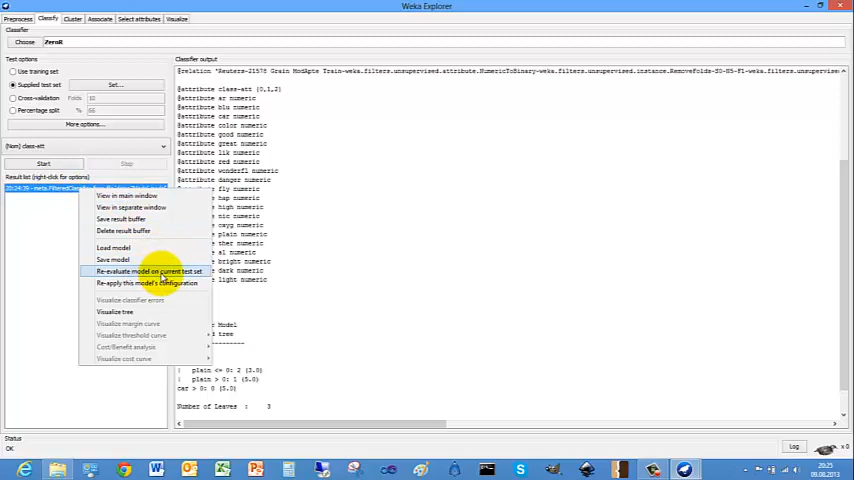 Weka Explorer
Preprocess Classify Cluster Associate Select attributes Visualize
Classifier
Choose ZeroR
Test options
Use training set
Supplied test set Set...
Cross-validation Folds 10
Percentage split % 66
More options...
(Nom) class-att
Start Stop
Result list (right-click for options)
View in main window
View in separate window
Save result buffer
Delete result buffer
Load model
Save model
Re-evaluate model on current test set
Re-apply this model's configuration
Visualize classifier errors
Visualize tree
Visualize margin curve
Visualize threshold curve
Cost/Benefit analysis
Visualize cost curve
Classifier output
@relation 'Reuters-21578 Grain ModApte Train-weka.filters.unsupervised.attribute.NumericToBinary-weka.filters.unsupervised.instance.RemoveFolds-S0-N5-F1-weka.filters.unsupervise
@attribute class-att {0,1,2}
@attribute ar numeric
@attribute blu numeric
@attribute car numeric
@attribute color numeric
@attribute good numeric
@attribute great numeric
@attribute lik numeric
@attribute red numeric
@attribute wonderfl numeric
@attribute danger numeric
fly numeric
hap numeric
high numeric
nic numeric
oxyg numeric
plain numeric
ther numeric
al numeric
bright numeric
dark numeric
light numeric
Model
d tree
| plain <= 0: 2 (3.0)
| plain > 0: 1 (5.0)
car > 0: 0 (5.0)
Number of Leaves : 3
Status
OK
Log
x 0
20:25
09.08.2013